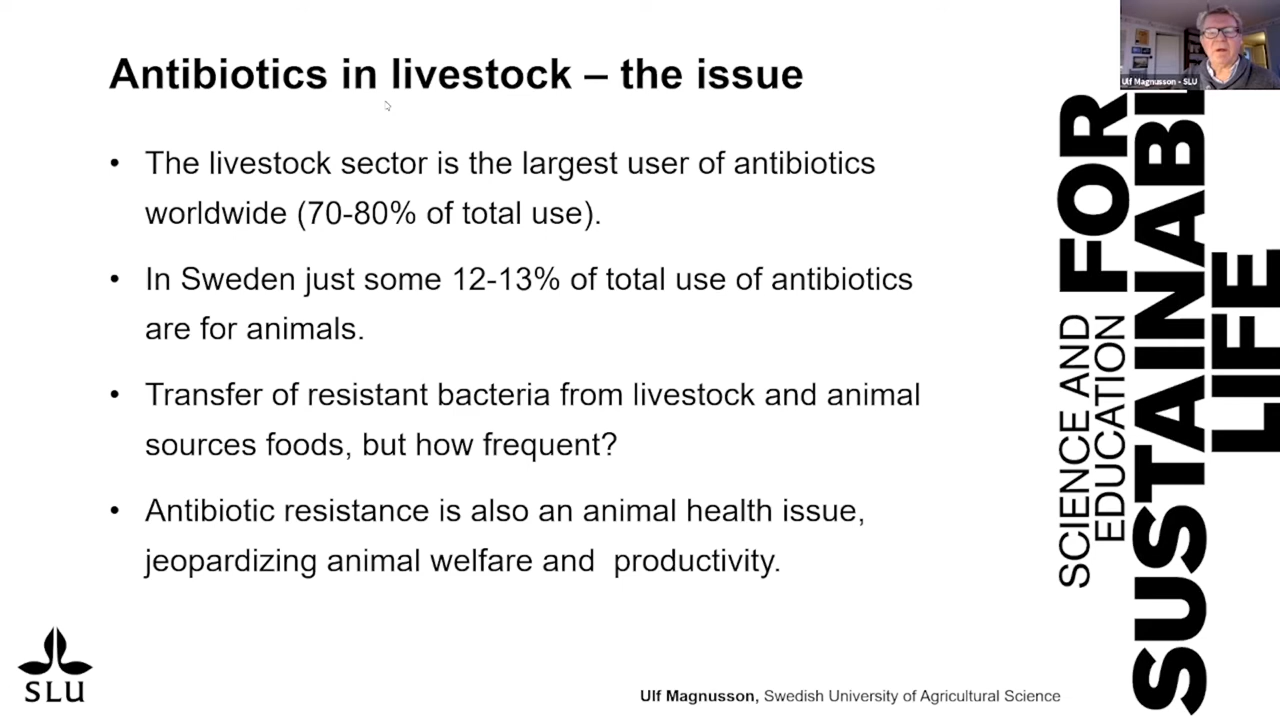 Antibiotics in livestock – the issue
• The livestock sector is the largest user of antibiotics
worldwide (70-80% of total use).
• In Sweden just some 12-13% of total use of antibiotics
are for animals.
• Transfer of resistant bacteria from livestock and animal
sources foods, but how frequent?
• Antibiotic resistance is also an animal health issue,
jeopardizing animal welfare and  productivity.
Ulf Magnusson - SLU
SCIENCE AND
EDUCATION
FOR
SUSTAINABL
LIFE
SLU
Ulf Magnusson, Swedish University of Agricultural Science